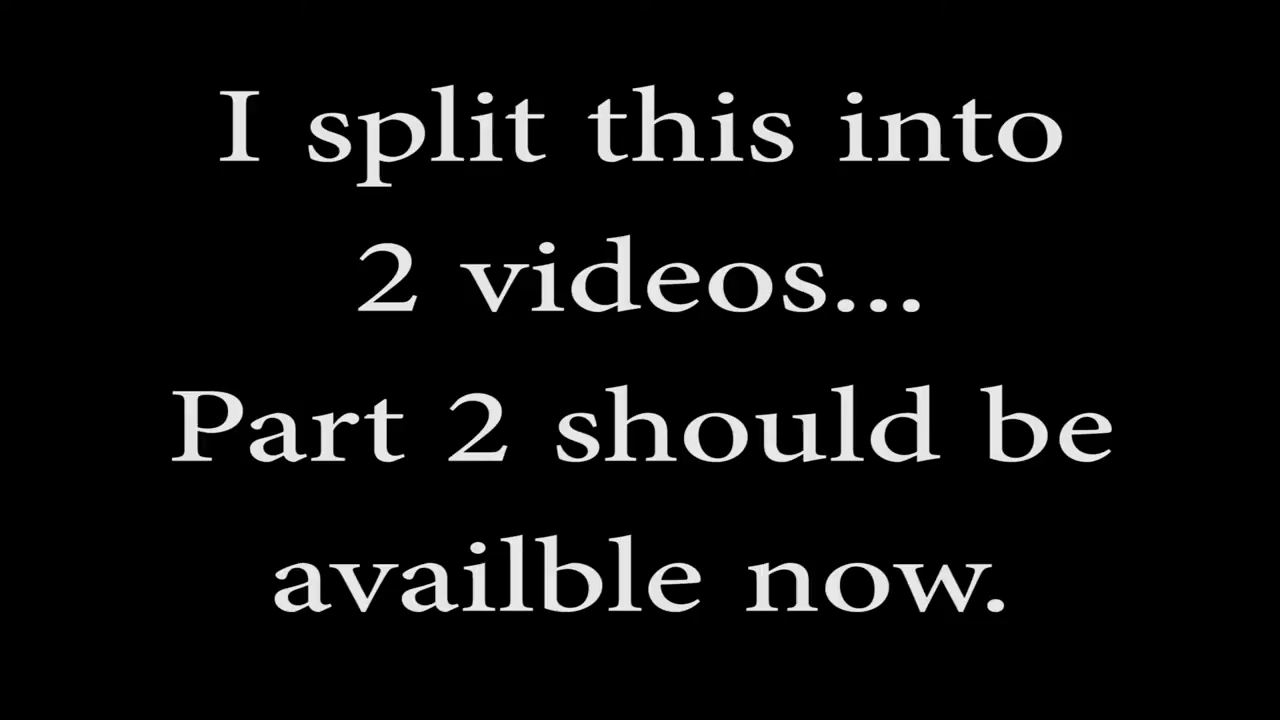 I split this into
2 videos...
Part 2 should be
availble now.